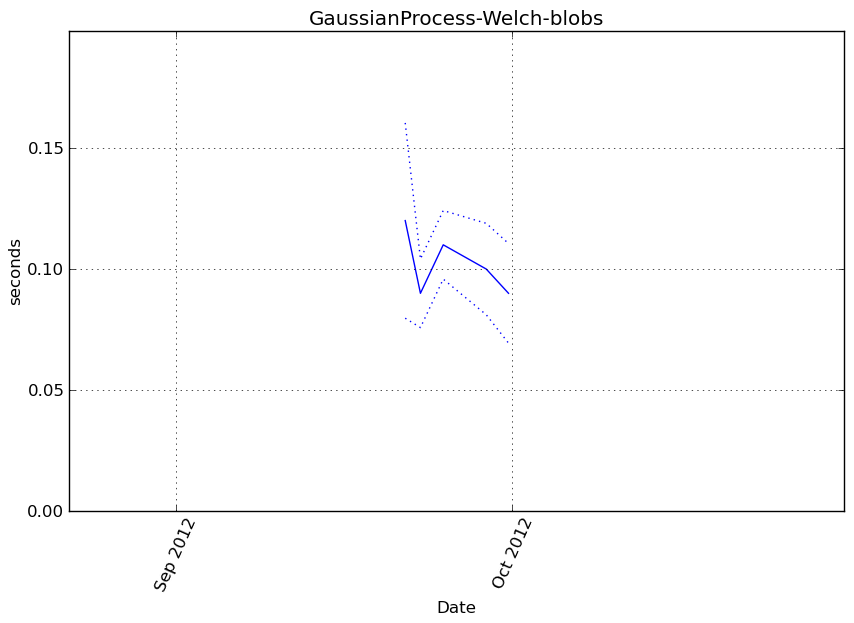 GaussianProcess-Welch-blobs
seconds
0.15
0.10
0.05
0.00
Sep 2012
Oct 2012
Date